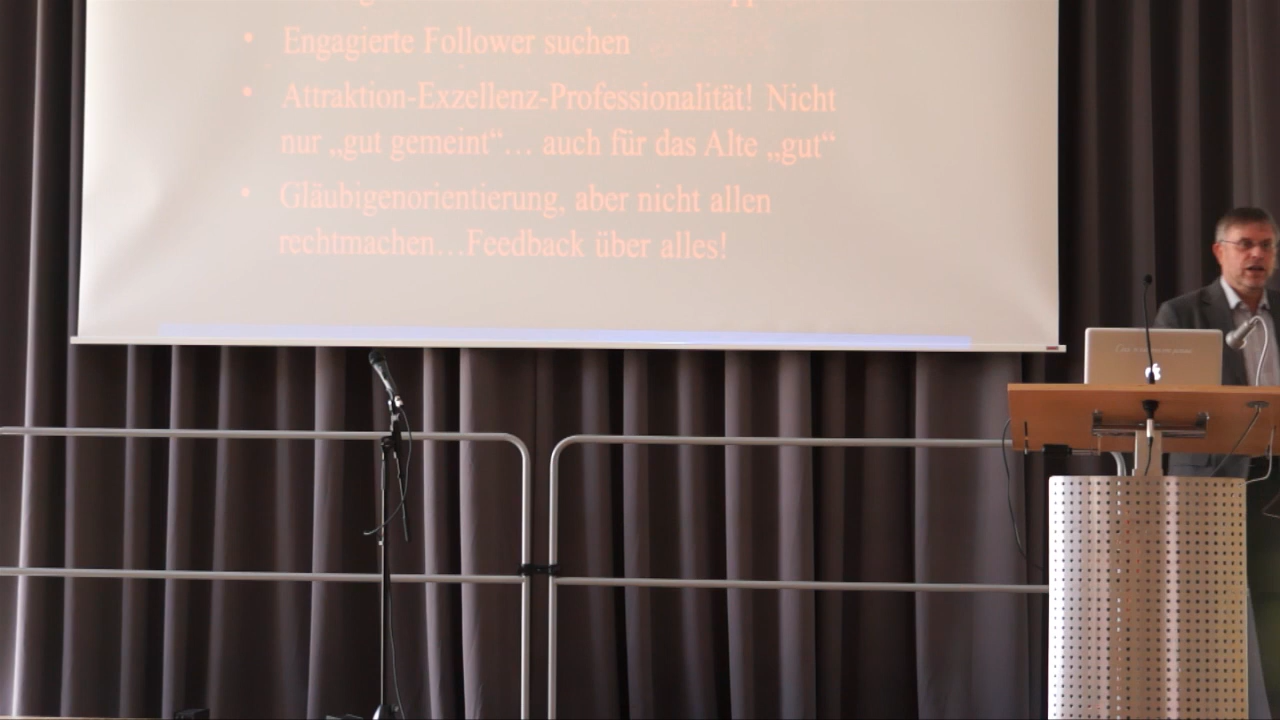 • Engagierte Follower suchen
• Attraktion-Exzellenz-Professionalität! Nicht
nur „gut gemeint“… auch für das Alte „gut“
• Gläubigenorientierung, aber nicht allen
rechtmachen…Feedback über alles!